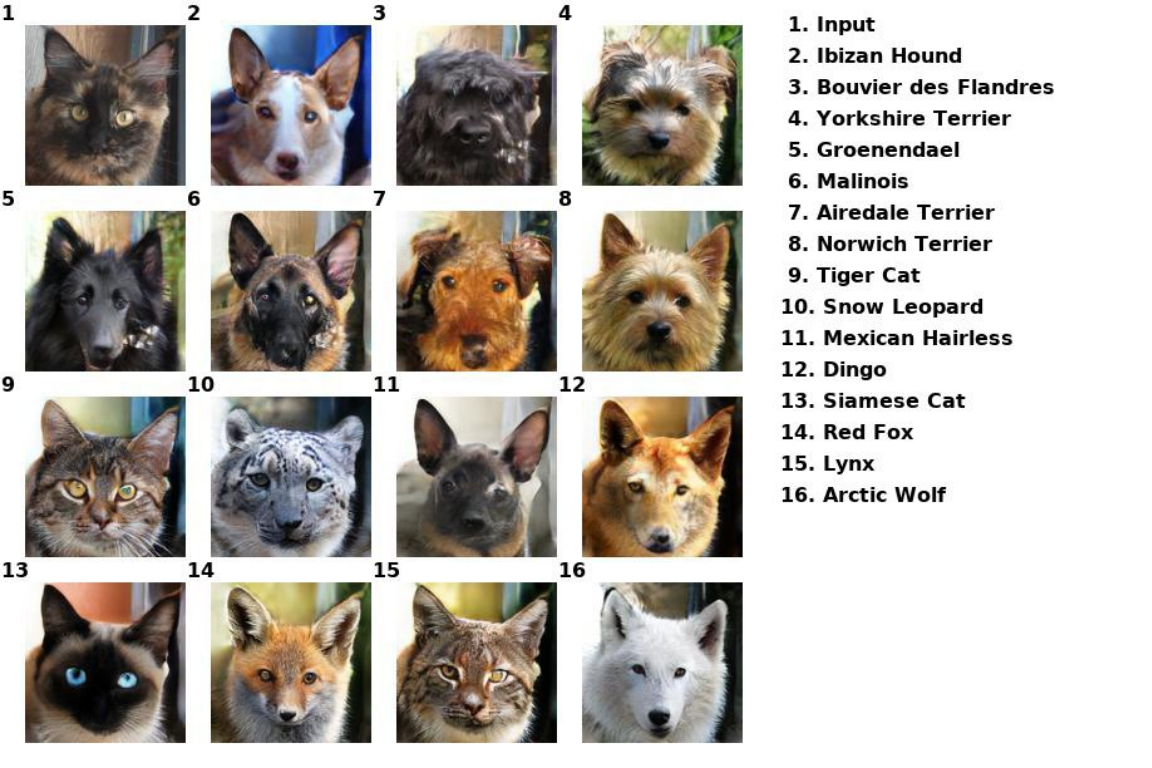 1 2 3 4
5 6 7 8
9 10 11 12
13 14 15 16
1. Input
2. Ibizan Hound
3. Bouvier des Flandres
4. Yorkshire Terrier
5. Groenendael
6. Malinois
7. Airedale Terrier
8. Norwich Terrier
9. Tiger Cat
10. Snow Leopard
11. Mexican Hairless
12. Dingo
13. Siamese Cat
14. Red Fox
15. Lynx
16. Arctic Wolf